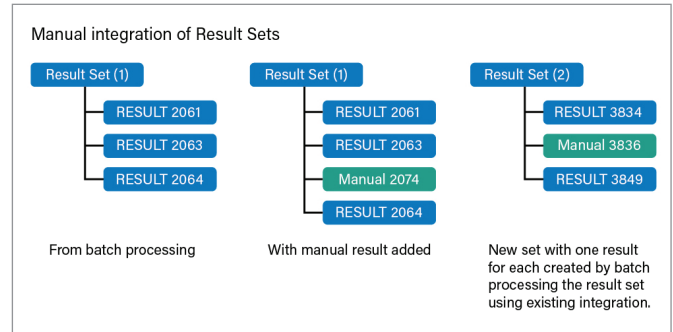 Manual integration of Result Sets
Result Set (1)
RESULT 2061
RESULT 2063
RESULT 2064
From batch processing
Result Set (1)
RESULT 2061
RESULT 2063
Manual 2074
RESULT 2064
With manual result added
Result Set (2)
RESULT 3834
Manual 3836
RESULT 3849
New set with one result
for each created by batch
processing the result set
using existing integration.